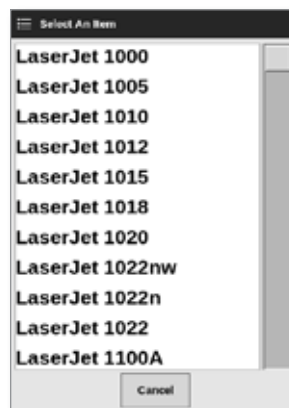 Select An Item
LaserJet 1000
LaserJet 1005
LaserJet 1010
LaserJet 1012
LaserJet 1015
LaserJet 1018
LaserJet 1020
LaserJet 1022nw
LaserJet 1022n
LaserJet 1022
LaserJet 1100A
Cancel